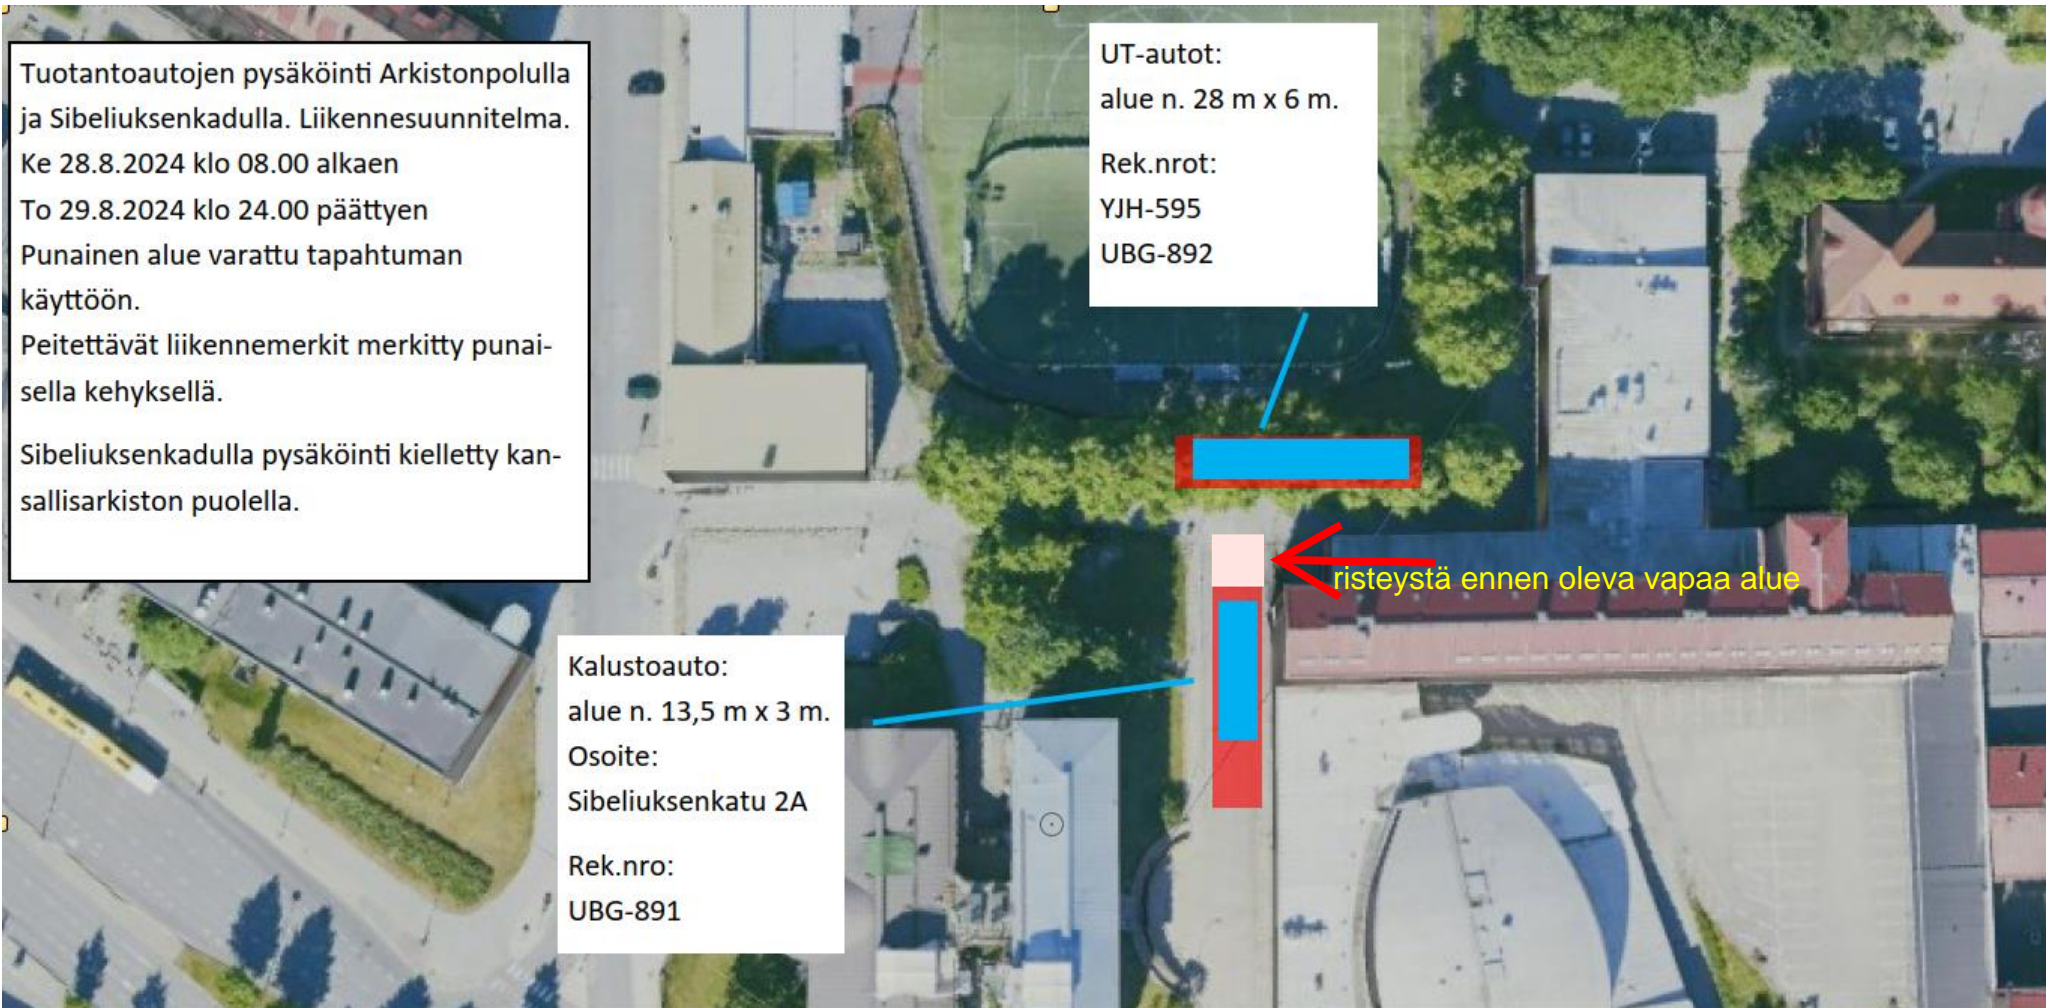 Tuotantoautojen pysäköinti Arkistonpolulla
ja Sibeliuksenkadulla. Liikennesuunnitelma.
Ke 28.8.2024 klo 08.00 alkaen
To 29.8.2024 klo 24.00 päättyen
Punainen alue varattu tapahtuman
käyttöön.
Peitettävät liikennemerkit merkitty punai-
sella kehyksellä.
Sibeliuksenkadulla pysäköinti kielletty kan-
sallisarkiston puolella.
UT-autot:
alue n. 28 m x 6 m.
Rek.nrot:
YJH-595
UBG-892
risteystä ennen oleva vapaa alue
Kalustoauto:
alue n. 13,5 m x 3 m.
Osoite:
Sibeliuksenkatu 2A
Rek.nro:
UBG-891